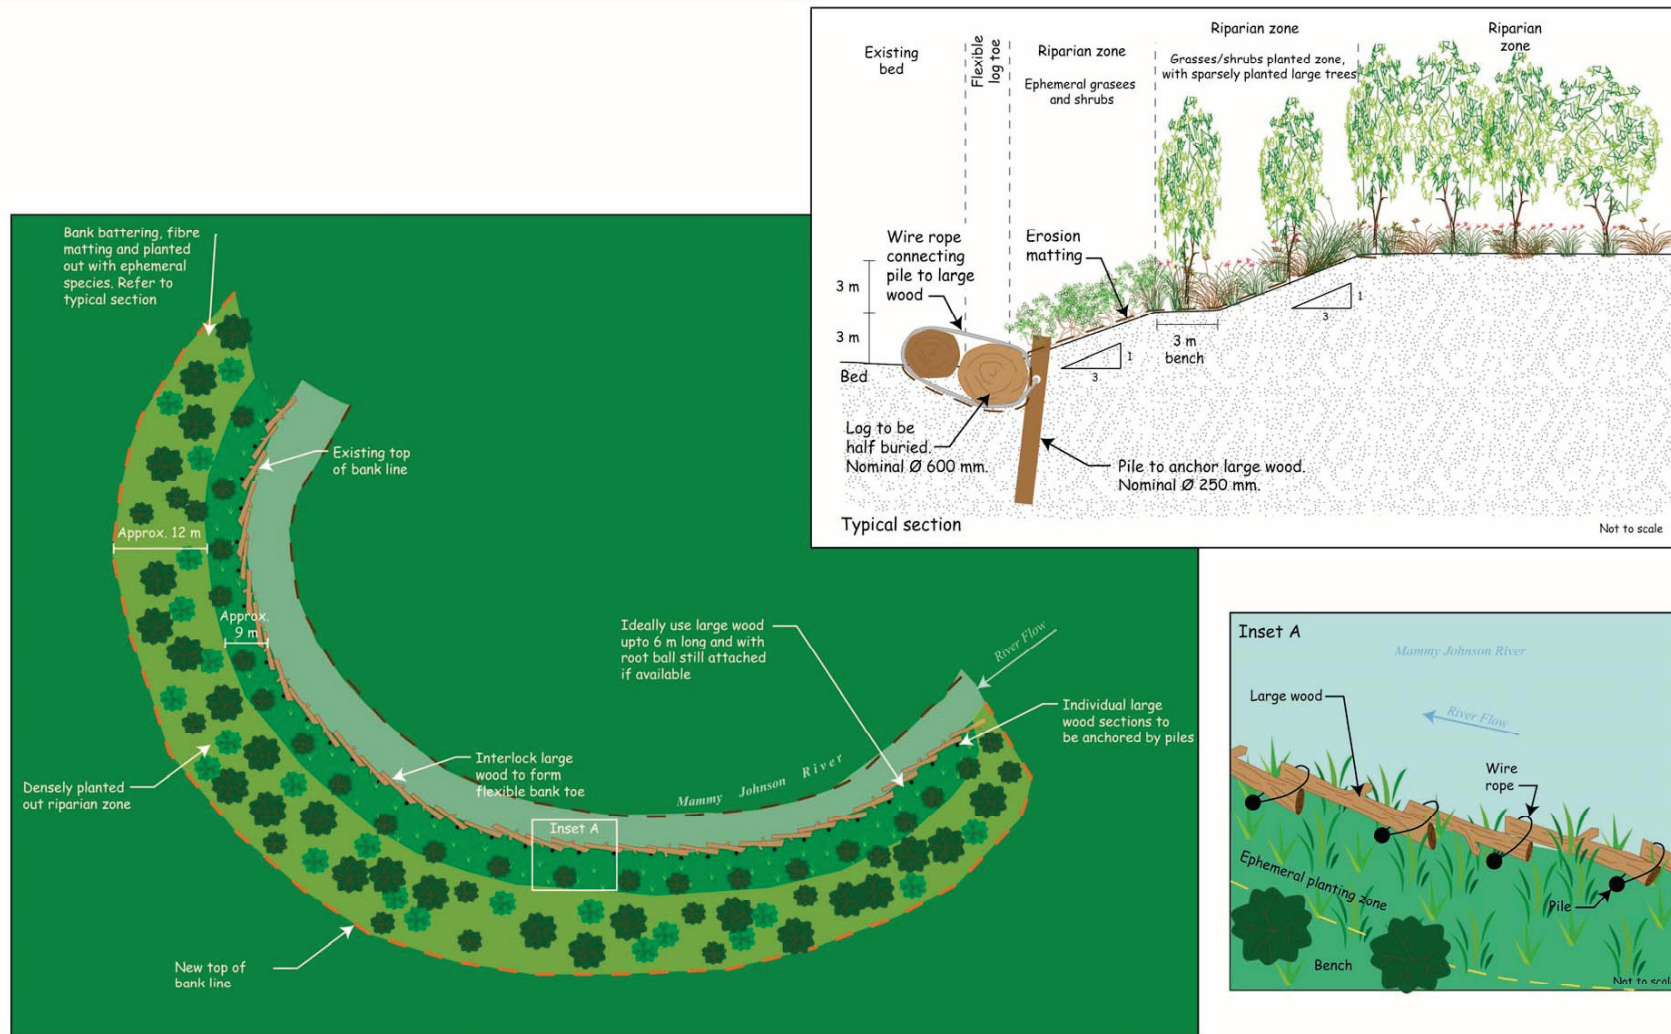 Existing
bed
Flexible
log toe
Riparian zone
Ephemeral grasees
and shrubs
Riparian zone
Grasses/shrubs planted zone,
with sparsely planted large trees
Riparian
zone
Wire rope
connecting
pile to large
wood
Erosion
matting
3 m
3 m
Bed
1
3
3 m
bench
1
3
Log to be
half buried.
Nominal Ø 600 mm.
Pile to anchor large wood.
Nominal Ø 250 mm.
Typical section
Not to scale
Bank battering, fibre
matting and planted
out with ephemeral
species. Refer to
typical section
Existing top
of bank line
Approx. 12 m
Approx.
9 m
Ideally use large wood
upto 6 m long and with
root ball still attached
if available
River Flow
Individual large
wood sections to
be anchored by piles
Interlock large
wood to form
flexible bank toe
Mammy Johnson River
Densely planted
out riparian zone
Inset A
New top of
bank line
Inset A
Mammy Johnson River
Large wood
River Flow
Wire
rope
Ephemeral planting zone
Pile
Bench
Not to scale